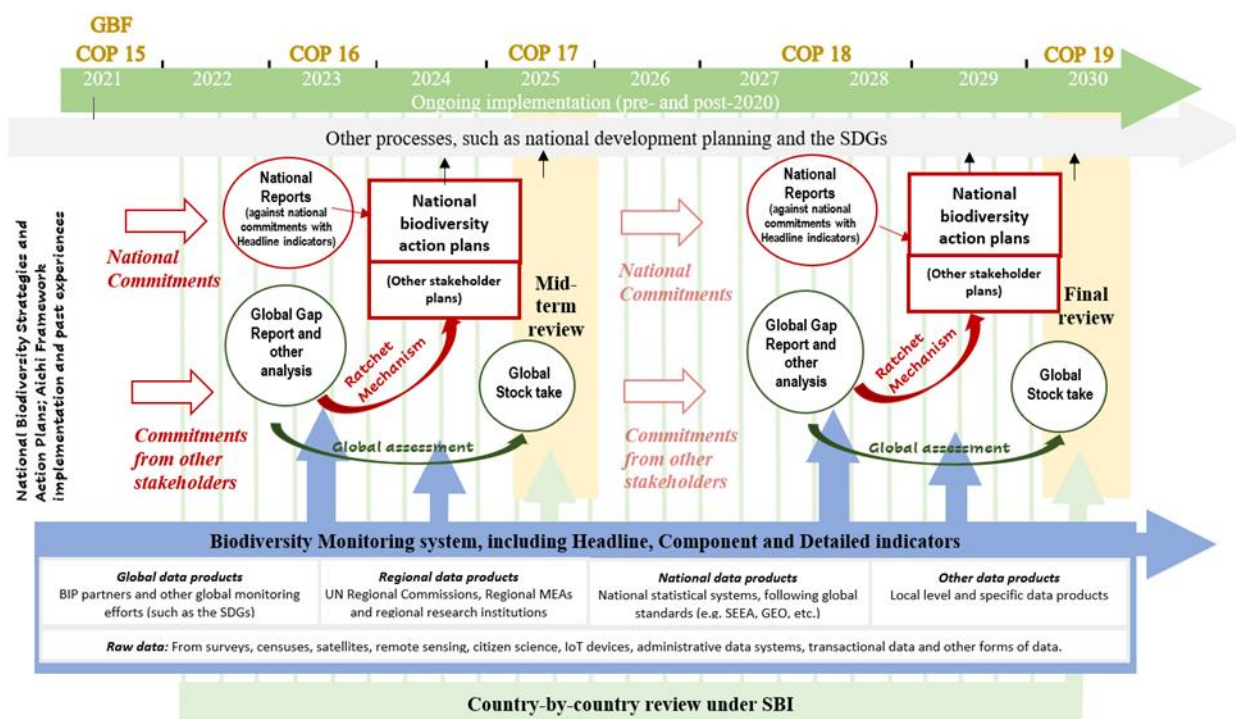 GBF
COP 15
COP 16
COP 17
COP 18
COP 19
2021
2022
2023
2024
2025
2026
2027
2028
2029
2030
Ongoing implementation (pre- and post-2020)
Other processes, such as national development planning and the SDGs
National Biodiversity Strategies and
Action Plans; Aichi Framework
implementation and past experiences
National
Commitments
Commitments
from other
stakeholders
National
Reports
(against national
commitments with
Headline indicators)
National
biodiversity
action plans
(Other stakeholder
plans)
Global Gap
Report and
other
analysis
Ratchet
Mechanism
Global assessment
Mid-
term
review
Global
Stock take
National
Commitments
Commitments
from other
stakeholders
National
Reports
(against national
commitments with
Headline indicators)
National
biodiversity
action plans
(Other stakeholder
plans)
Global Gap
Report and
other
analysis
Ratchet
Mechanism
Global assessment
Final
review
Global
Stock take
Biodiversity Monitoring system, including Headline, Component and Detailed indicators
Global data products
BIP partners and other global monitoring
efforts (such as the SDGs)
Regional data products
UN Regional Commissions, Regional MEAs
and regional research institutions
National data products
National statistical systems, following global
standards (e.g. SEEA, GEO, etc.)
Other data products
Local level and specific data products
Raw data: From surveys, censuses, satellites, remote sensing, citizen science, IoT devices, administrative data systems, transactional data and other forms of data.
Country-by-country review under SBI